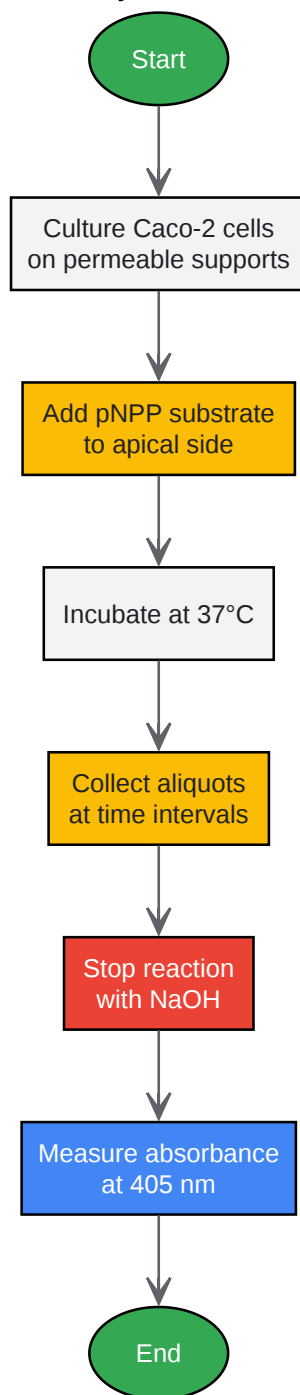 Start
Culture Caco-2 cells
on permeable supports
Add pNPP substrate
to apical side
Incubate at 37°C
Collect aliquots
at time intervals
Stop reaction
with NaOH
Measure absorbance
at 405 nm
End